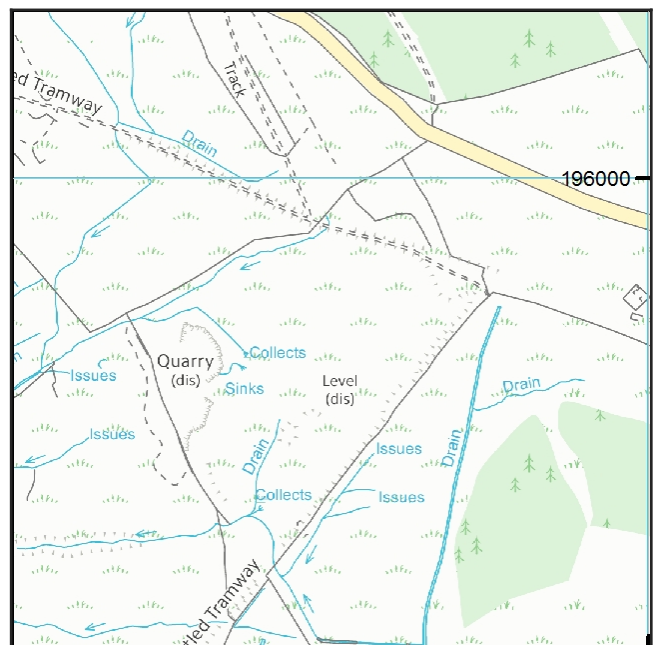 ed Tramway
Track
Drain
196000
Collects
Quarry
(dis)
Issues
Sinks
Level
(dis)
Drain
Issues
Drain
Issues
Drain
Collects
Issues
tled Tramway
n